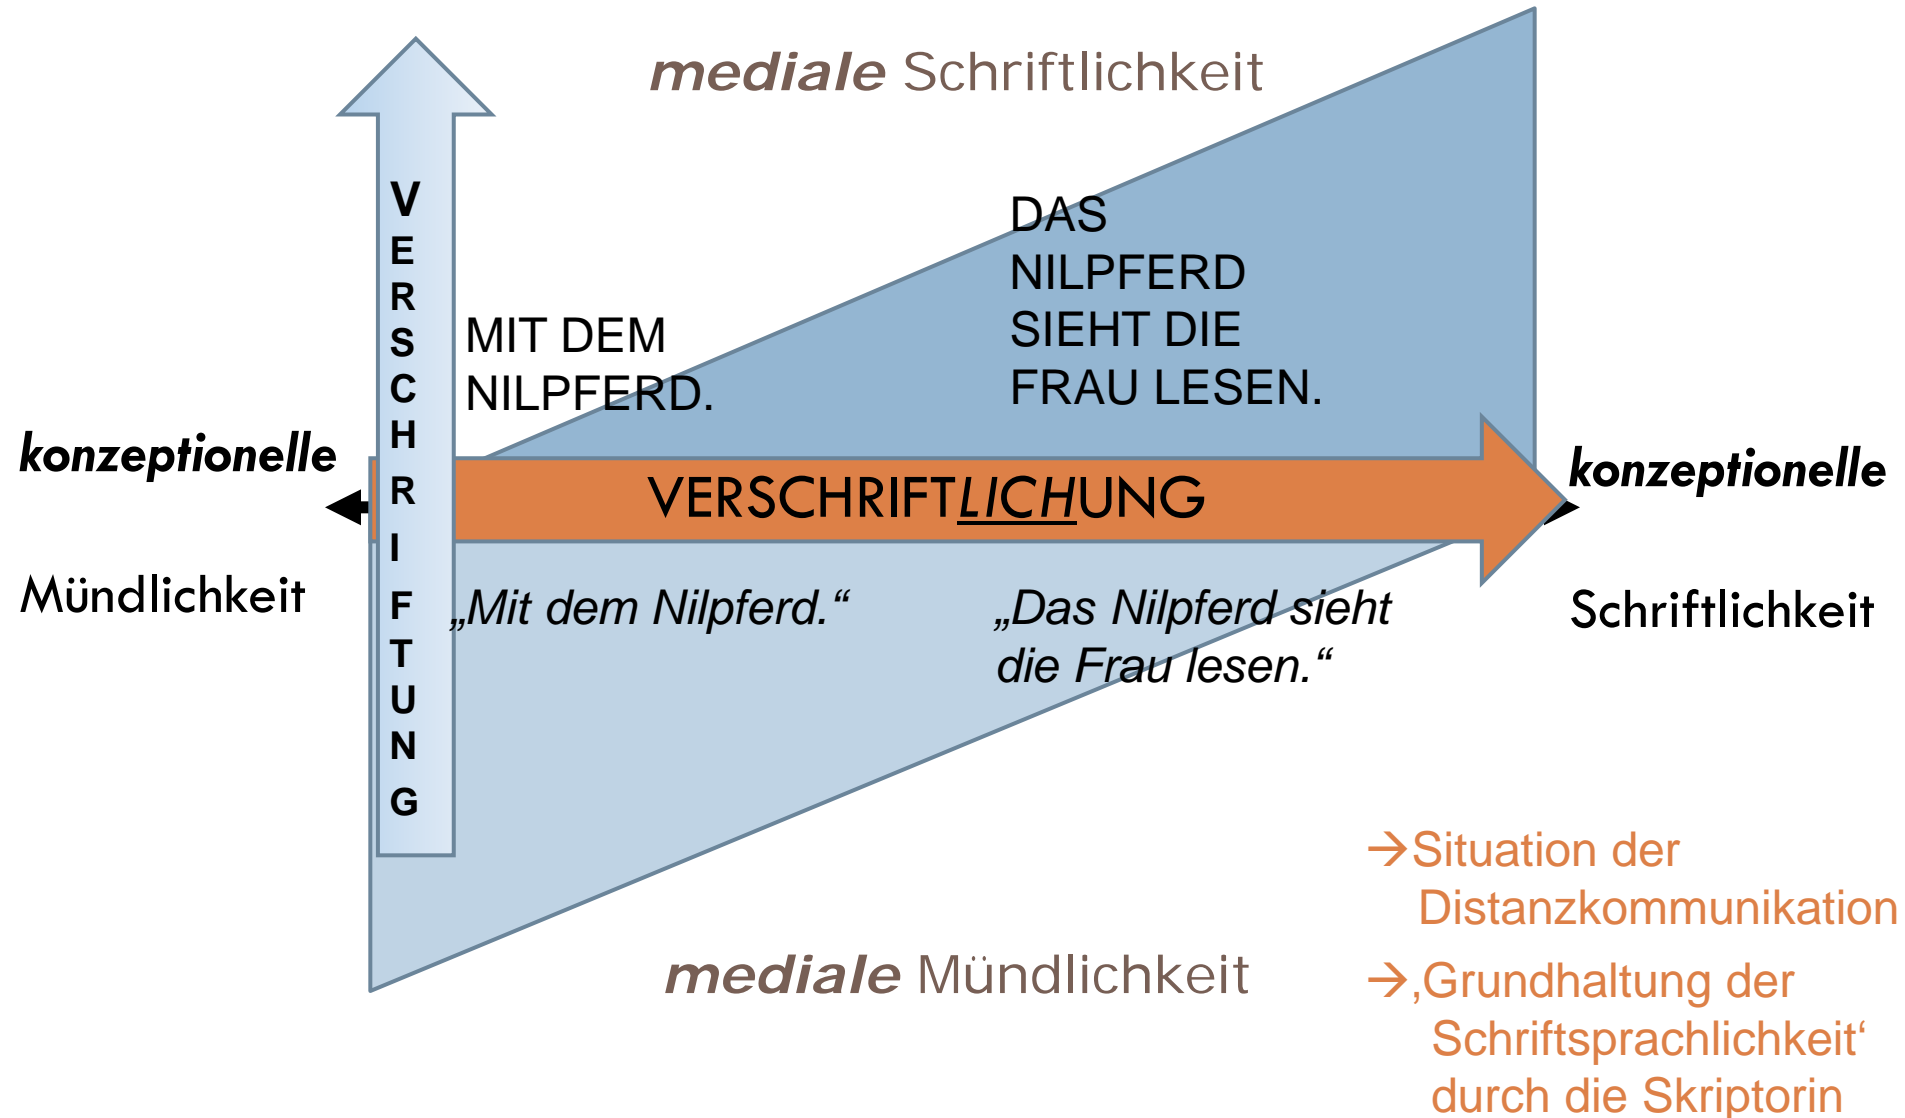 mediale Schriftlichkeit
VERSCHRIFTUNG
DAS
NILPFERD
SIEHT DIE
FRAU LESEN.
MIT DEM
NILPFERD.
konzeptionelle
Mündlichkeit
VERSCHRIFTLICHUNG
konzeptionelle
Schriftlichkeit
„Mit dem Nilpferd.“
„Das Nilpferd sieht
die Frau lesen.“
mediale Mündlichkeit
→Situation der
Distanzkommunikation
→‚Grundhaltung der
Schriftsprachlichkeit‘
durch die Skriptorin